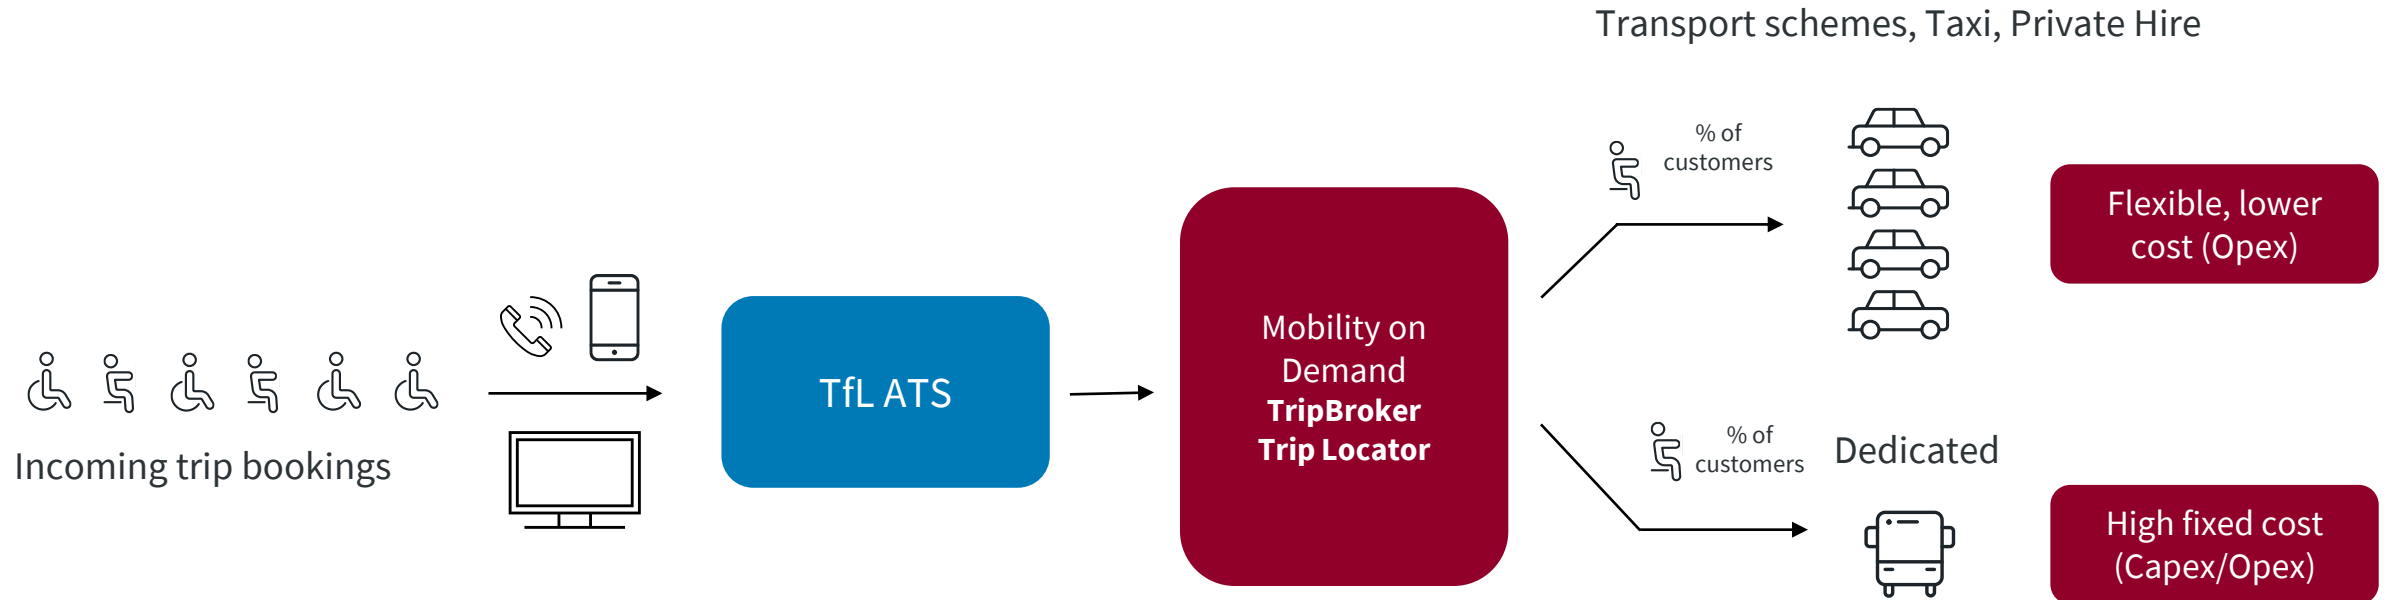 Transport schemes, Taxi, Private Hire
% of
customers
Flexible, lower
cost (Opex)
Incoming trip bookings
TfL ATS
Mobility on
Demand
TripBroker
Trip Locator
% of
customers
Dedicated
High fixed cost
(Capex/Opex)